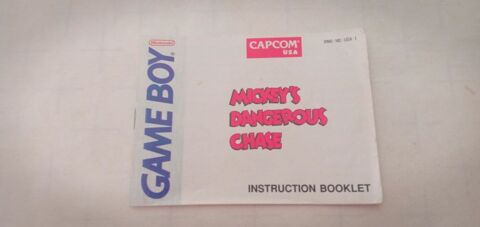 Nintendo
GAME BOY
CAPCOM
USA
MICKEY'S
DANGEROUS
CHASE
INSTRUCTION BOOKLET